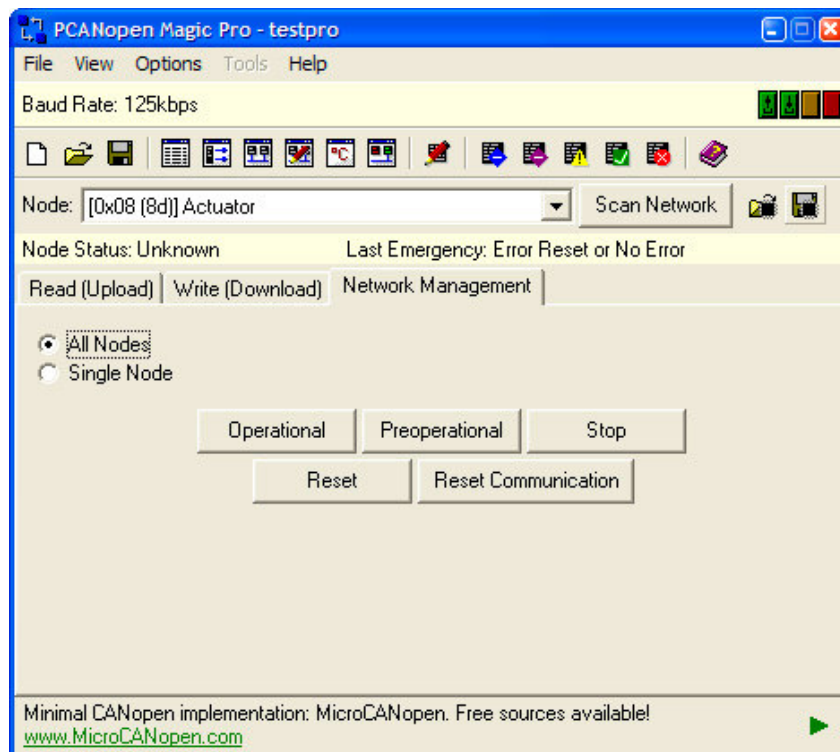 PCANopen Magic Pro - testpro
File View Options Tools Help
Baud Rate: 125kbps
°C
Node: [0x08 (8d)] Actuator Scan Network
Node Status: Unknown Last Emergency: Error Reset or No Error
Read (Upload) Write (Download) Network Management
All Nodes
Single Node
Operational Preoperational Stop
Reset Reset Communication
Minimal CANopen implementation: MicroCANopen. Free sources available!
www.MicroCANopen.com